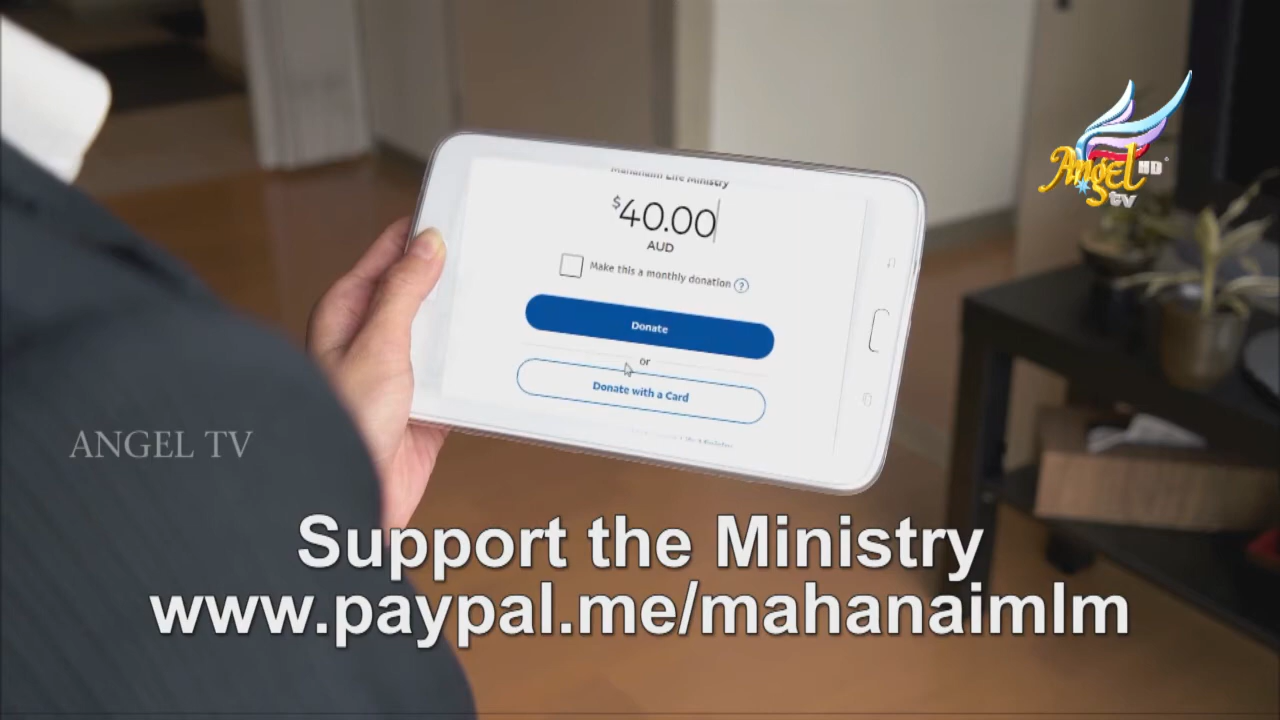 Mahanaim Life Ministry
$40.00
AUD
Make this a monthly donation ?
Donate
or
Donate with a Card
Angel HD
tv
ANGEL TV
Support the Ministry
www.paypal.me/mahanaimlm